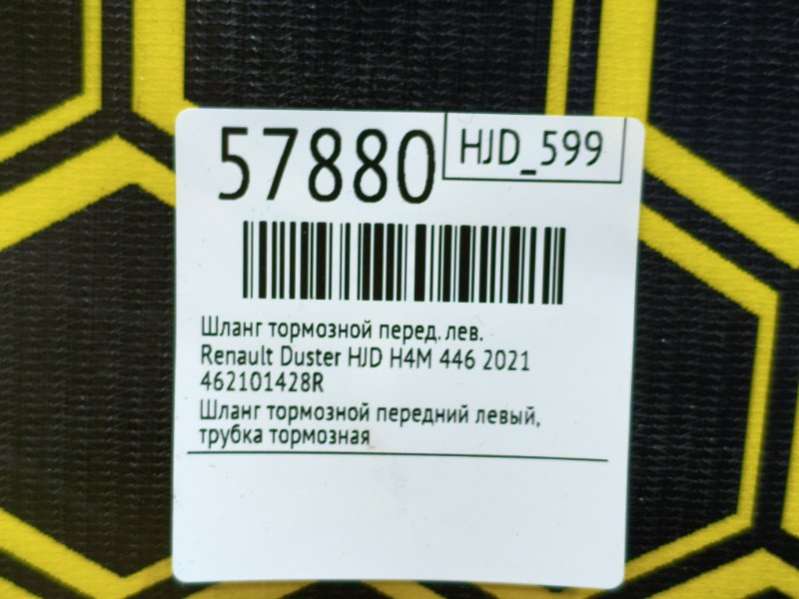 57880
HJD_599
Шланг тормозной перед. лев.
Renault Duster HJD H4M 446 2021
462101428R
Шланг тормозной передний левый,
трубка тормозная